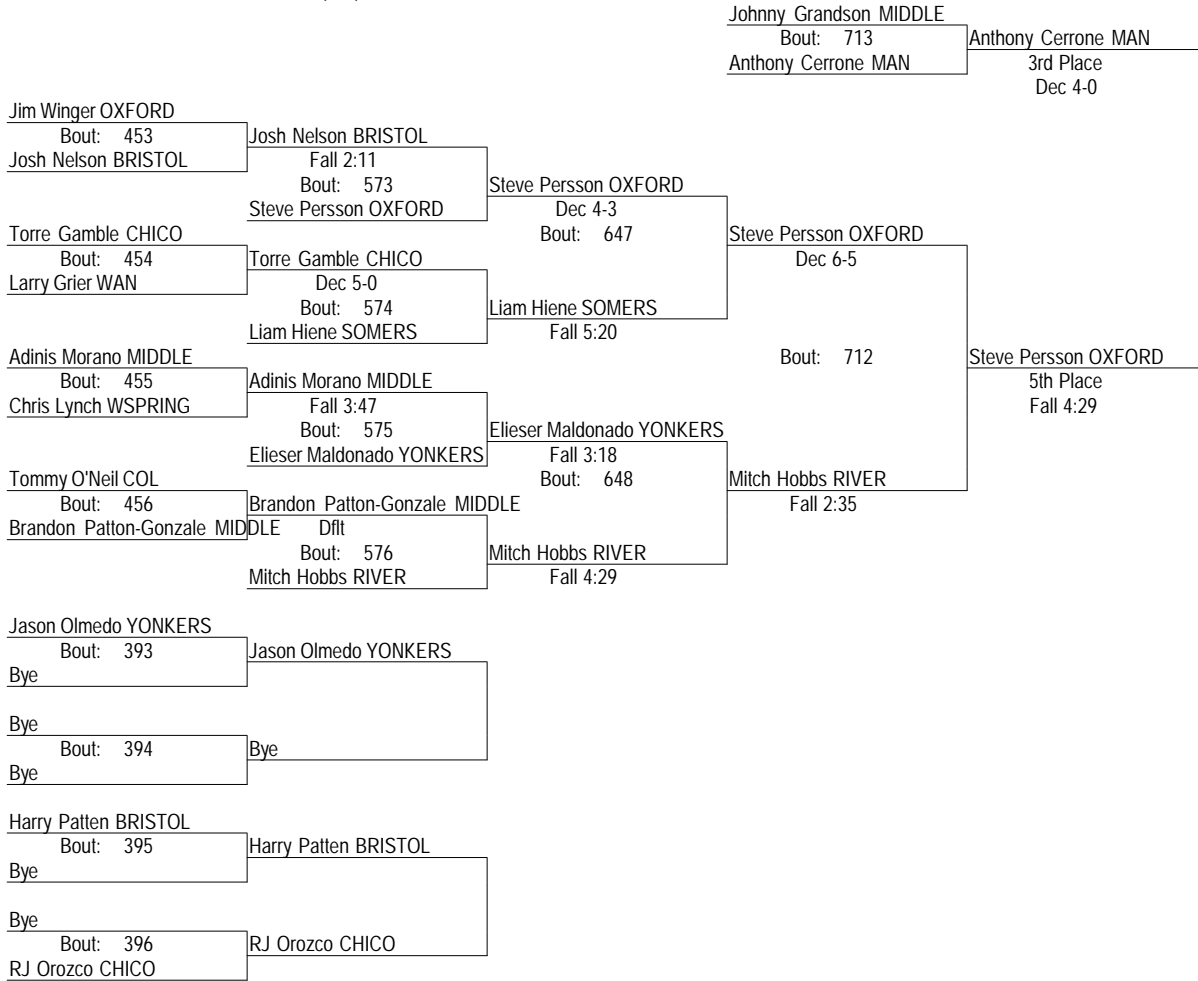 Johnny Grandson MIDDLE
Bout: 713
Anthony Cerrone MAN
Anthony Cerrone MAN
3rd Place
Dec 4-0
Jim Winger OXFORD
Bout: 453
Josh Nelson BRISTOL
Josh Nelson BRISTOL
Fall 2:11
Bout: 573
Steve Persson OXFORD
Steve Persson OXFORD
Dec 4-3
Bout: 647
Torre Gamble CHICO
Bout: 454
Larry Grier WAN
Torre Gamble CHICO
Dec 5-0
Bout: 574
Liam Hiene SOMERS
Liam Hiene SOMERS
Fall 5:20
Steve Persson OXFORD
Dec 6-5
Bout: 712
Steve Persson OXFORD
5th Place
Fall 4:29
Adinis Morano MIDDLE
Bout: 455
Chris Lynch WSPRING
Adinis Morano MIDDLE
Fall 3:47
Bout: 575
Elieser Maldonado YONKERS
Elieser Maldonado YONKERS
Fall 3:18
Bout: 648
Tommy O'Neil COL
Bout: 456
Brandon Patton-Gonzale MIDDLE
Brandon Patton-Gonzale MIDDLE
Dflt
Bout: 576
Mitch Hobbs RIVER
Mitch Hobbs RIVER
Fall 4:29
Mitch Hobbs RIVER
Fall 2:35
Jason Olmedo YONKERS
Bout: 393
Bye
Jason Olmedo YONKERS
Bye
Bout: 394
Bye
Bye
Harry Patten BRISTOL
Bout: 395
Bye
Harry Patten BRISTOL
Bye
Bout: 396
RJ Orozco CHICO
RJ Orozco CHICO